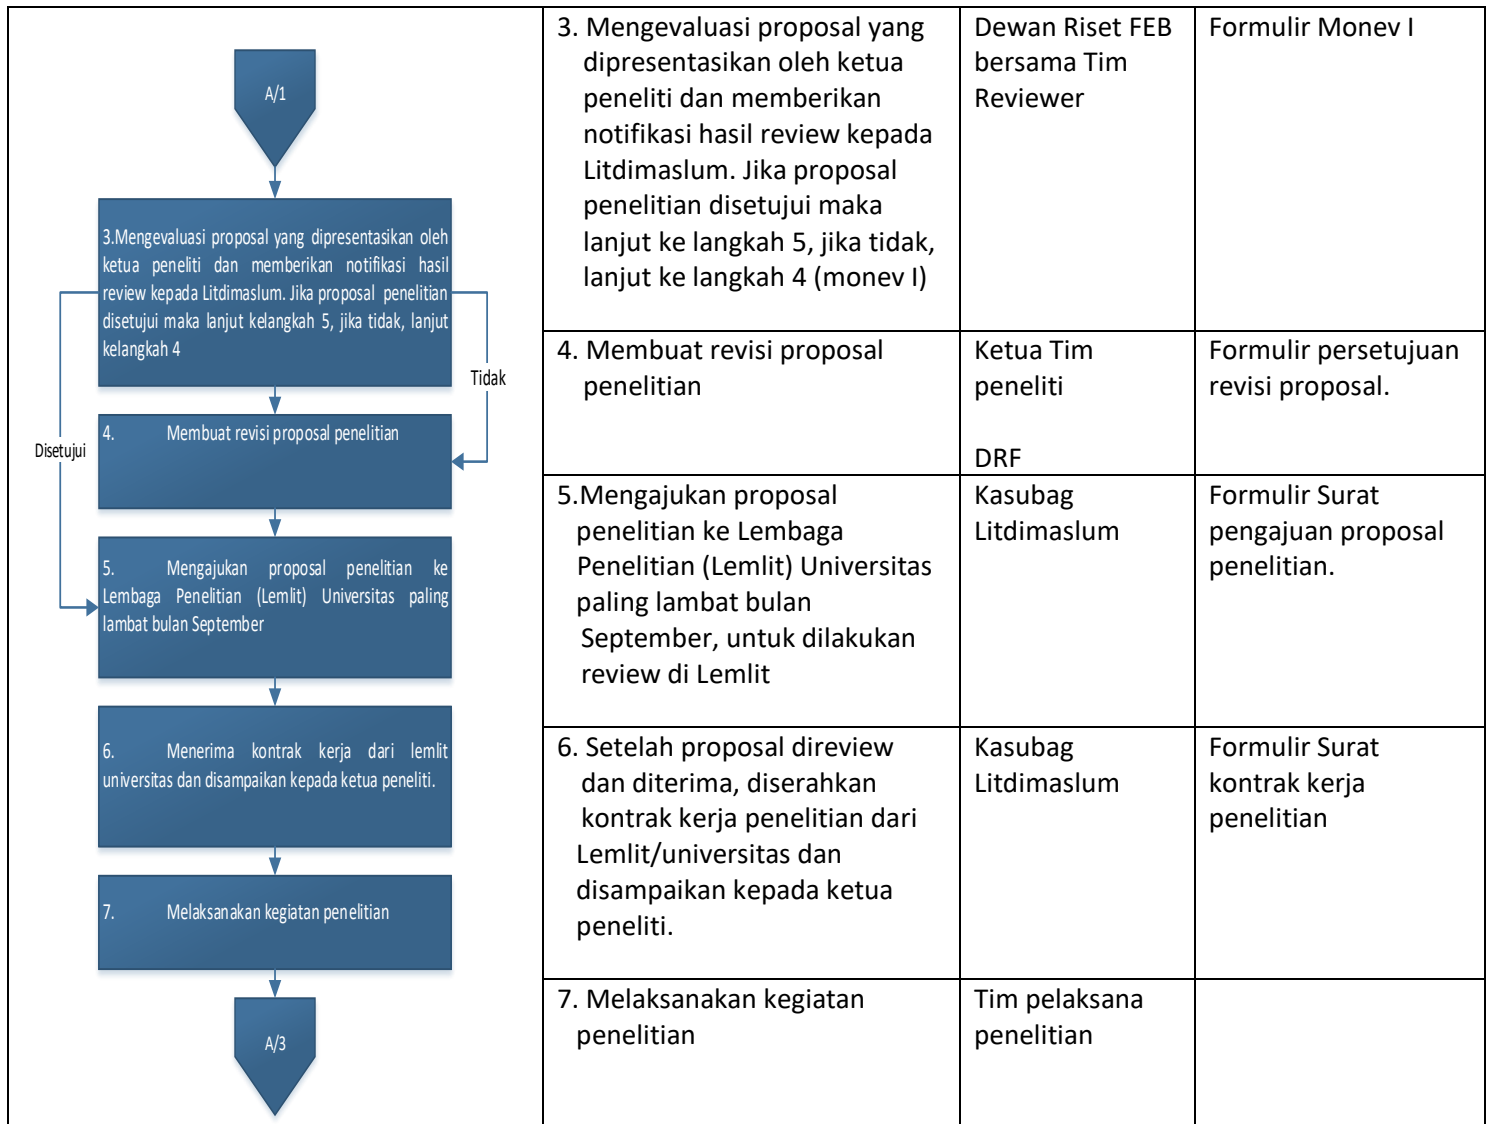 A/1
3.Mengevaluasi proposal yang dipresentasikan oleh
ketua peneliti dan memberikan notifikasi hasil
review kepada Litdimaslum. Jika proposal penelitian
disetujui maka lanjut kelangkah 5, jika tidak, lanjut
kelangkah 4
Tidak
Disetujui
4. Membuat revisi proposal penelitian
5. Mengajukan proposal penelitian ke
Lembaga Penelitian (Lemlit) Universitas paling
lambat bulan September
6. Menerima kontrak kerja dari lemlit
universitas dan disampaikan kepada ketua peneliti.
7. Melaksanakan kegiatan penelitian
A/3
3. Mengevaluasi proposal yang
dipresentasikan oleh ketua
peneliti dan memberikan
notifikasi hasil review kepada
Litdimaslum. Jika proposal
penelitian disetujui maka
lanjut ke langkah 5, jika tidak,
lanjut ke langkah 4 (monev I)
Dewan Riset FEB
bersama Tim
Reviewer
Formulir Monev I
4. Membuat revisi proposal
penelitian
Ketua Tim
peneliti
DRF
Formulir persetujuan
revisi proposal.
5.Mengajukan proposal
penelitian ke Lembaga
Penelitian (Lemlit) Universitas
paling lambat bulan
September, untuk dilakukan
review di Lemlit
Kasubag
Litdimaslum
Formulir Surat
pengajuan proposal
penelitian.
6. Setelah proposal direview
dan diterima, diserahkan
kontrak kerja penelitian dari
Lemlit/universitas dan
disampaikan kepada ketua
peneliti.
Kasubag
Litdimaslum
Formulir Surat
kontrak kerja
penelitian
7. Melaksanakan kegiatan
penelitian
Tim pelaksana
penelitian